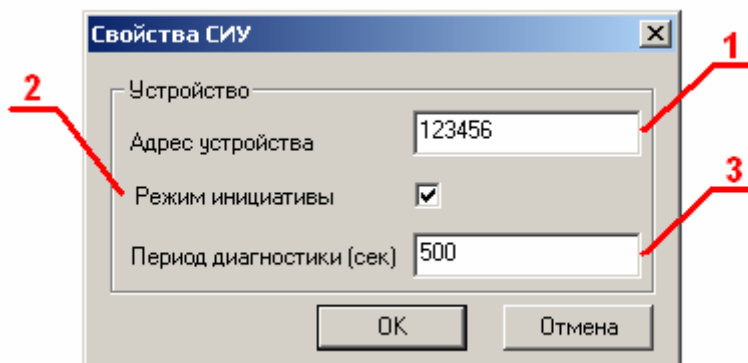 Свойства СИУ
1
2
Устройство
Адрес устройства 123456
Режим инициативы
3
Период диагностики (сек) 500
OK Отмена